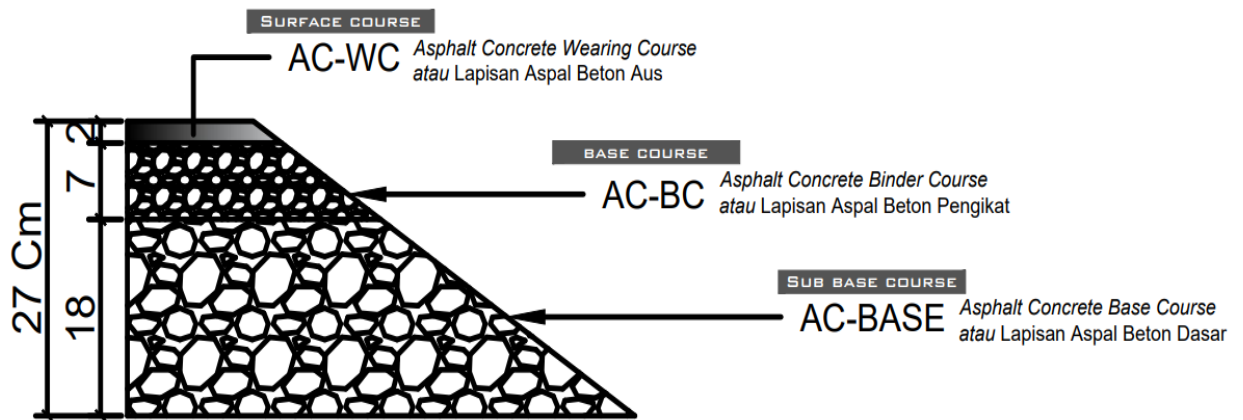 SURFACE COURSE
AC-WC
Asphalt Concrete Wearing Course
atau Lapisan Aspal Beton Aus
2
7
18
27 Cm
BASE COURSE
AC-BC
Asphalt Concrete Binder Course
atau Lapisan Aspal Beton Pengikat
SUB BASE COURSE
AC-BASE
Asphalt Concrete Base Course
atau Lapisan Aspal Beton Dasar